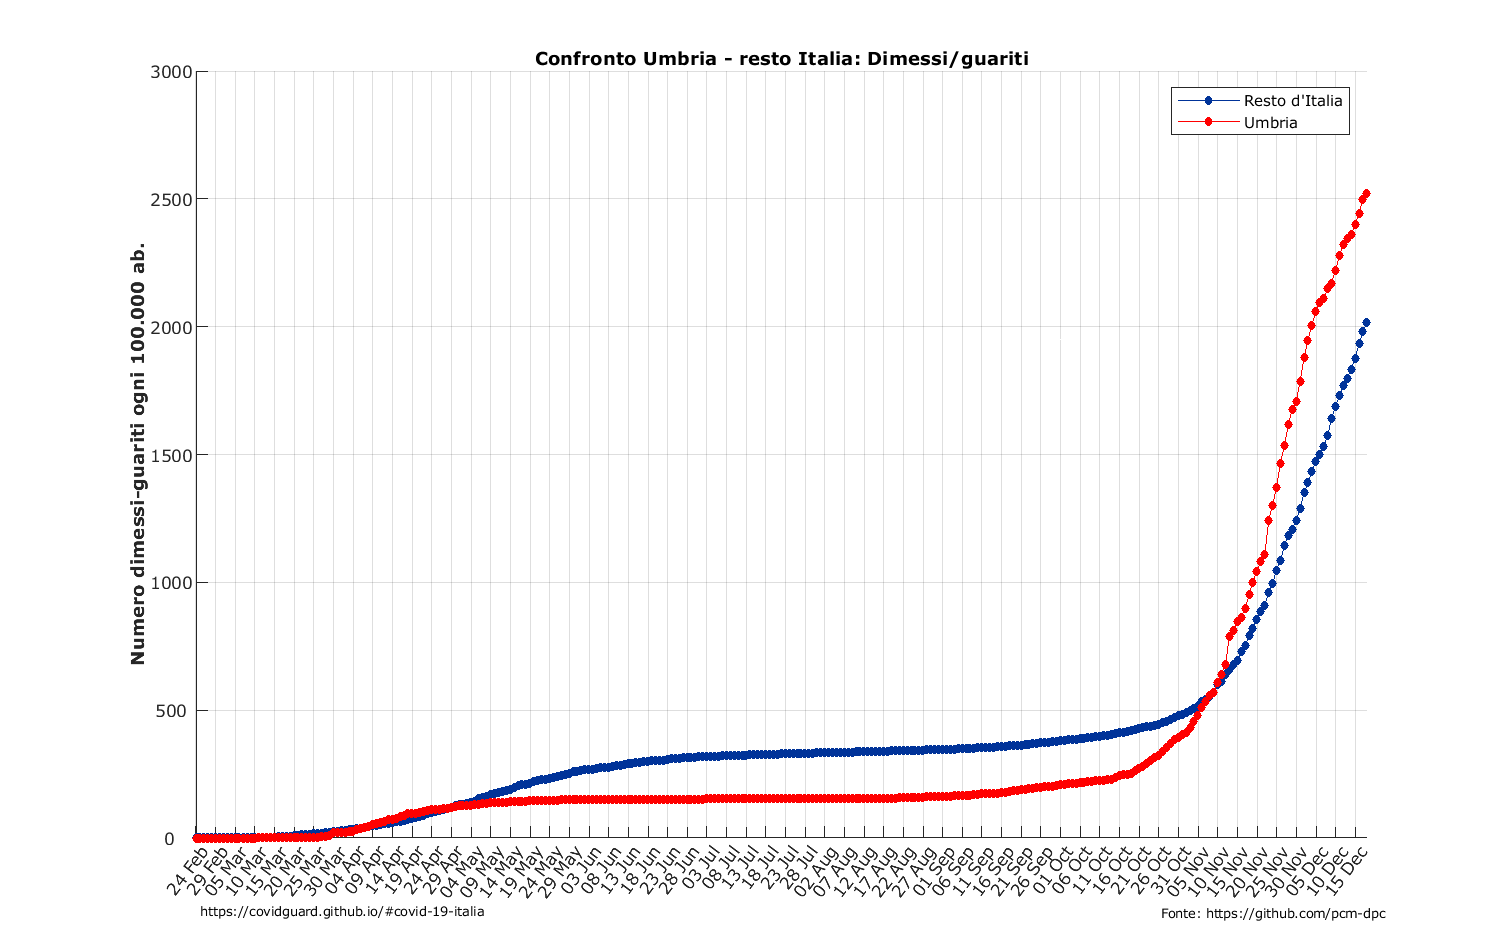 Confronto Umbria - resto Italia: Dimessi/guariti
Resto d'Italia
Umbria
Numero dimessi-guariti ogni 100.000 ab.
3000
2500
2000
1500
1000
500
0
24 Feb
29 Feb
05 Mar
10 Mar
15 Mar
20 Mar
25 Mar
30 Mar
04 Apr
09 Apr
14 Apr
19 Apr
24 Apr
29 Apr
04 May
09 May
14 May
19 May
24 May
29 May
03 Jun
08 Jun
13 Jun
18 Jun
23 Jun
28 Jun
03 Jul
08 Jul
13 Jul
18 Jul
23 Jul
28 Jul
02 Aug
07 Aug
12 Aug
17 Aug
22 Aug
27 Aug
01 Sep
06 Sep
11 Sep
16 Sep
21 Sep
26 Sep
01 Oct
06 Oct
11 Oct
16 Oct
21 Oct
26 Oct
31 Oct
05 Nov
10 Nov
15 Nov
20 Nov
25 Nov
30 Nov
05 Dec
10 Dec
15 Dec
https://covidguard.github.io/#covid-19-italia
Fonte: https://github.com/pcm-dpc